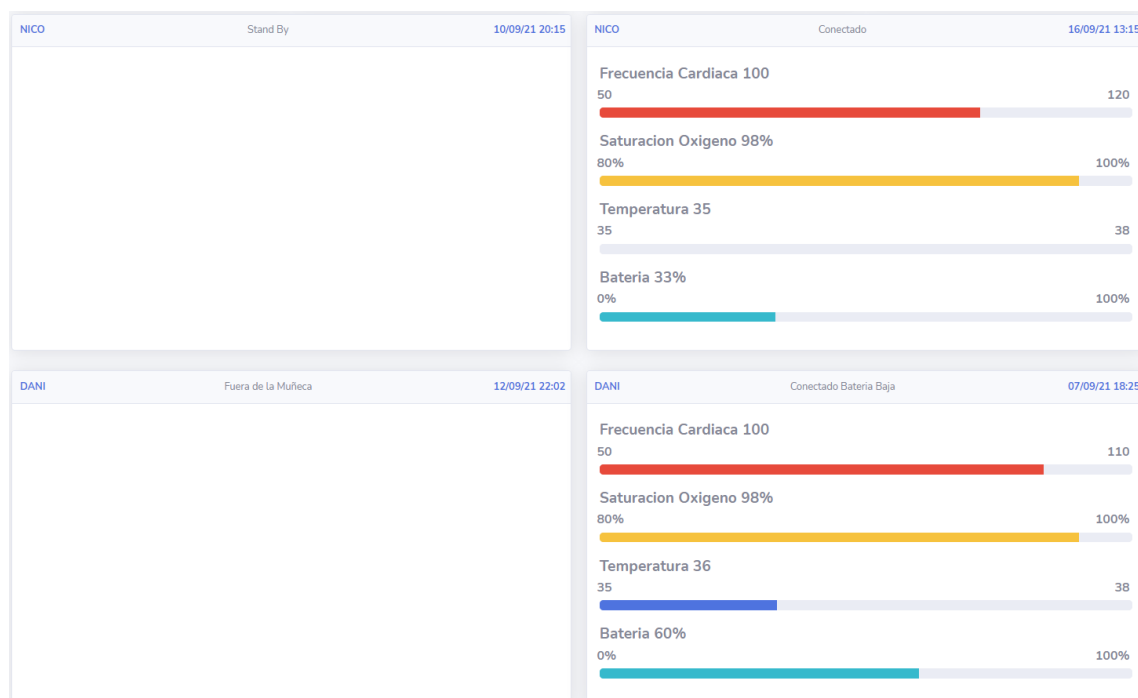 NICO Stand By 10/09/21 20:15
NICO Conectado 16/09/21 13:15
Frecuencia Cardiaca 100
50 120
Saturacion Oxigeno 98%
80% 100%
Temperatura 35
35 38
Bateria 33%
0% 100%
DANI Fuera de la Muñeca 12/09/21 22:02
DANI Conectado Bateria Baja 07/09/21 18:25
Frecuencia Cardiaca 100
50 110
Saturacion Oxigeno 98%
80% 100%
Temperatura 36
35 38
Bateria 60%
0% 100%